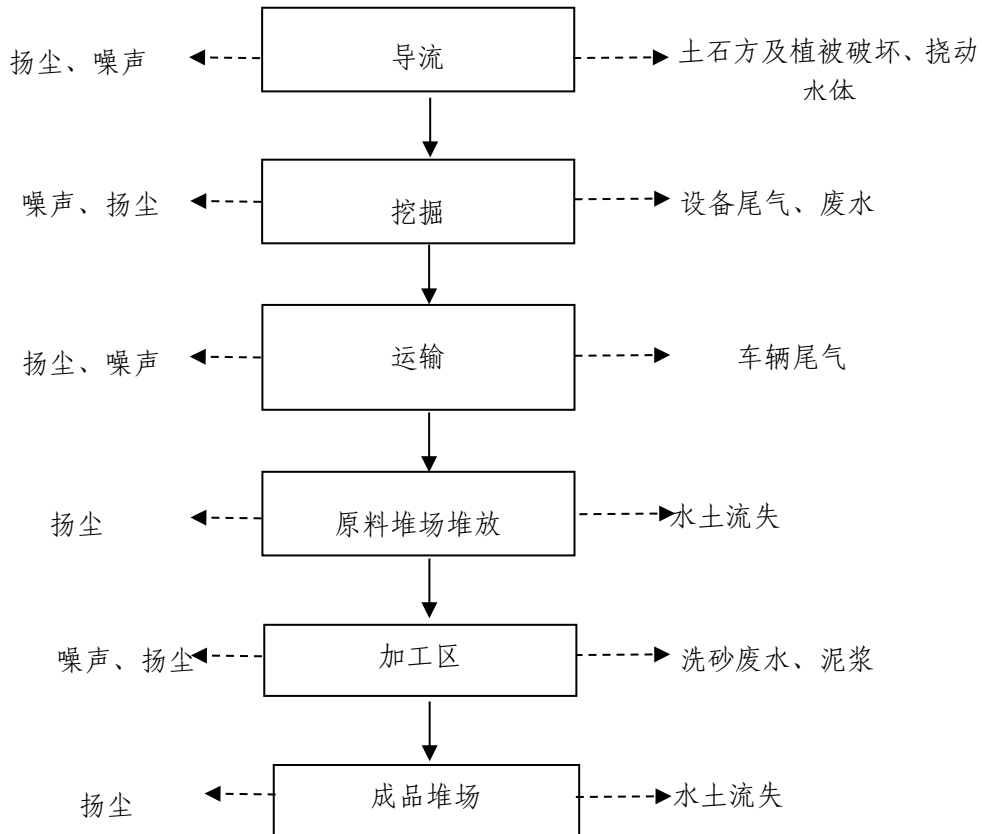 扬尘、噪声
导流
土石方及植被破坏、挠动
水体
噪声、扬尘
挖掘
设备尾气、废水
扬尘、噪声
运输
车辆尾气
扬尘
原料堆场堆放
水土流失
噪声、扬尘
加工区
洗砂废水、泥浆
扬尘
成品堆场
水土流失